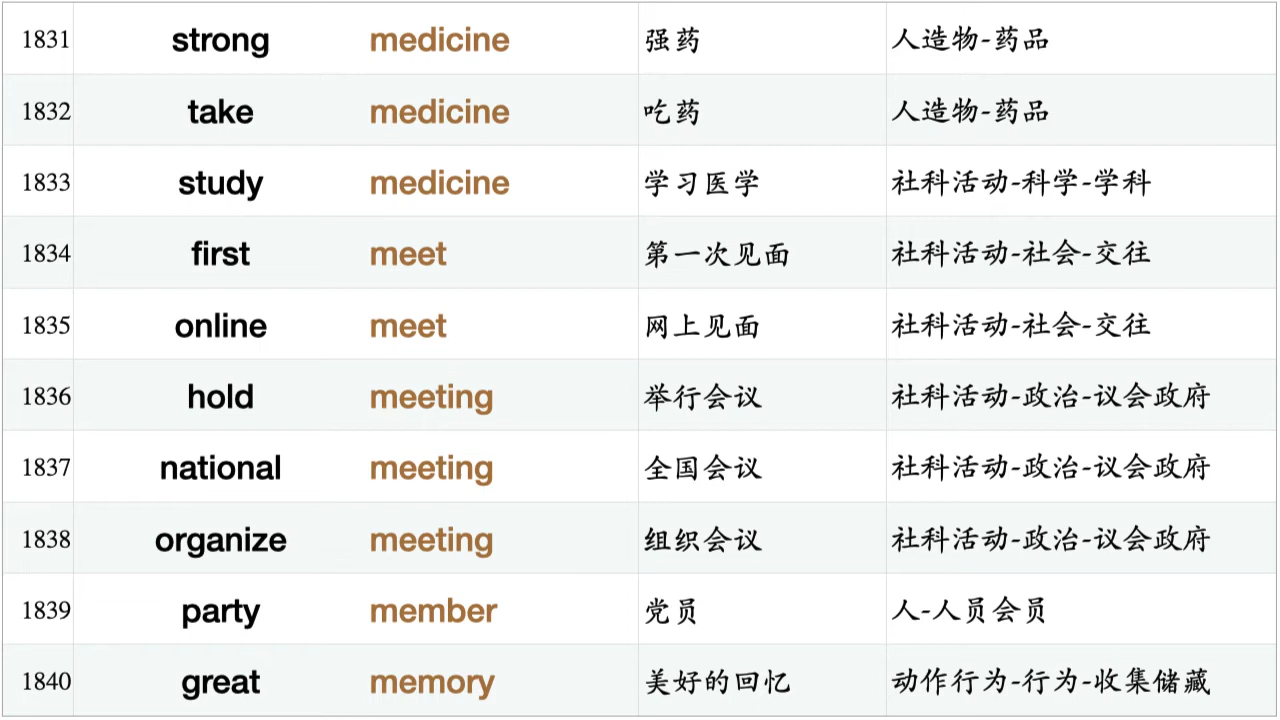 1831 strong medicine 强药 人造物-药品
1832 take medicine 吃药 人造物-药品
1833 study medicine 学习医学 社科活动-科学-学科
1834 first meet 第一次见面 社科活动-社会-交往
1835 online meet 网上见面 社科活动-社会-交往
1836 hold meeting 举行会议 社科活动-政治-议会政府
1837 national meeting 全国会议 社科活动-政治-议会政府
1838 organize meeting 组织会议 社科活动-政治-议会政府
1839 party member 党员 人-人员会员
1840 great memory 美好的回忆 动作行为-行为-收集储藏